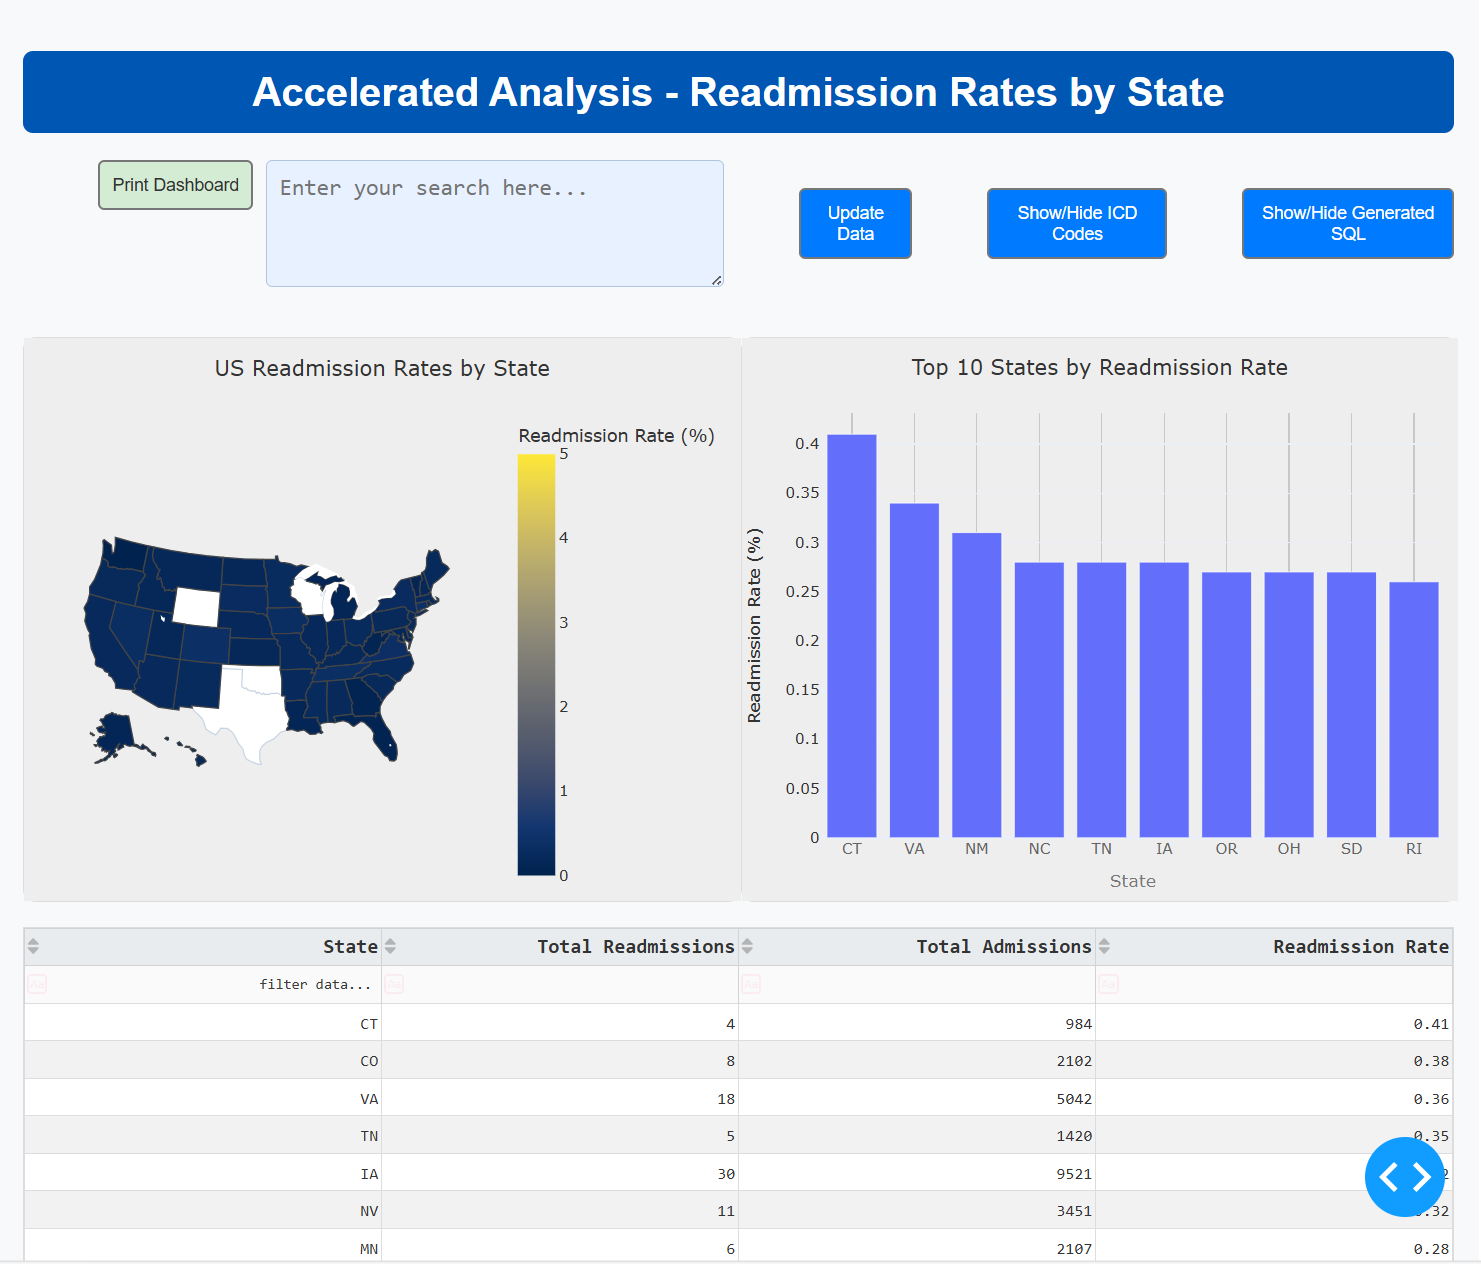 Accelerated Analysis - Readmission Rates by State
Print Dashboard
Enter your search here...
Update
Data
Show/Hide ICD
Codes
Show/Hide Generated
SQL
US Readmission Rates by State
Readmission Rate (%)
5
4
3
2
1
0
Top 10 States by Readmission Rate
Readmission Rate (%)
0.4
0.35
0.3
0.25
0.2
0.15
0.1
0.05
0
CT VA NM NC TN IA OR OH SD RI
State
State Total Readmissions Total Admissions Readmission Rate
Aa filter data... Aa Aa Aa
CT 4 984 0.41
CO 8 2102 0.38
VA 18 5042 0.36
TN 5 1420 0.35
IA 30 9521
NV 11 3451 .32
MN 6 2107 0.28